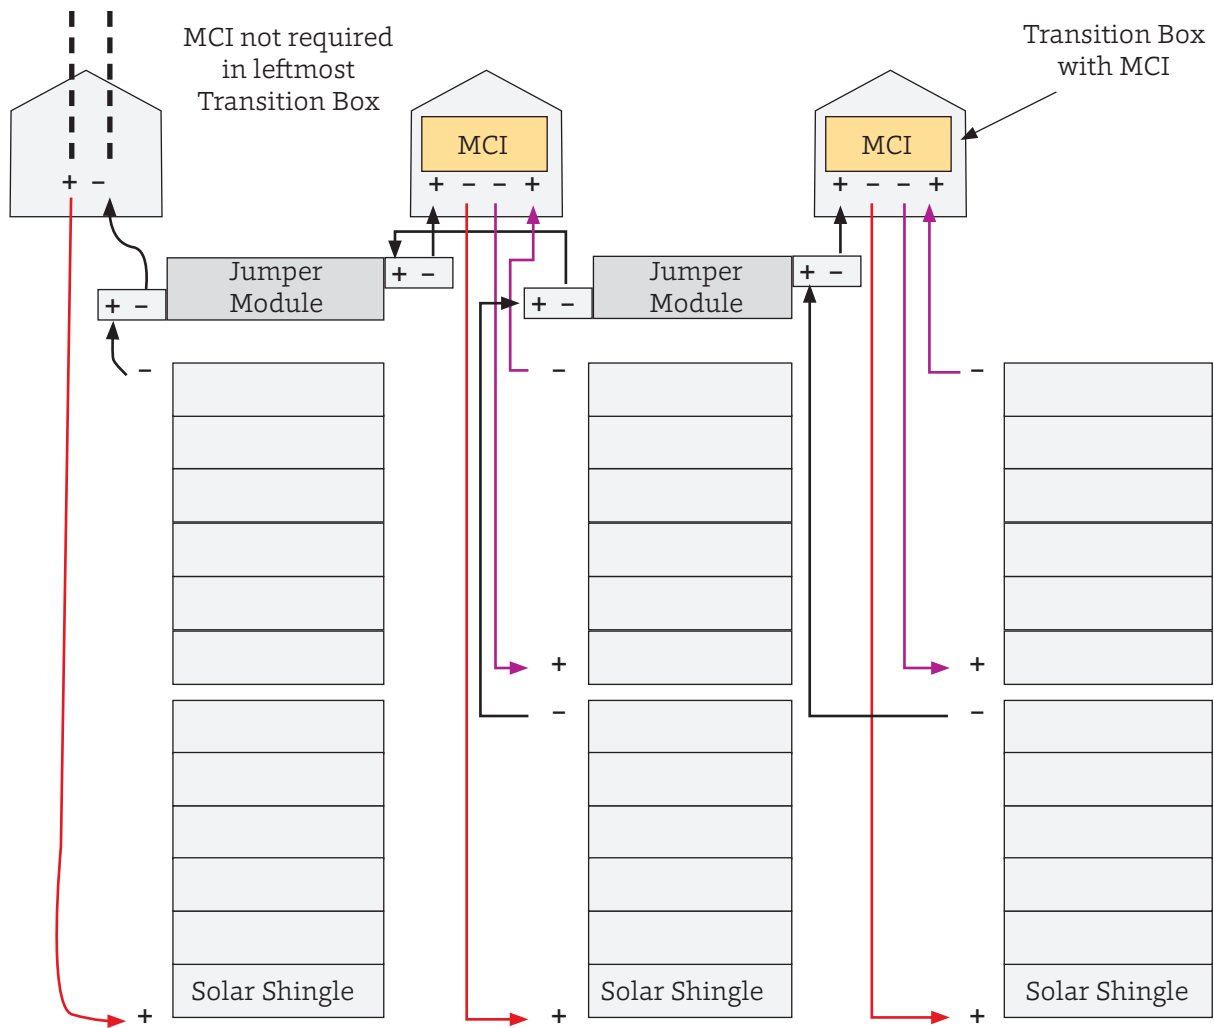 MCI not required
in leftmost
Transition Box
Transition Box
with MCI
MCI
MCI
+ –
+ – – +
+ – – +
Jumper
Module
+ –
Jumper
Module
+ –
+ –
+ –
–
–
–
+
+
–
–
Solar Shingle
Solar Shingle
Solar Shingle
+
+
+